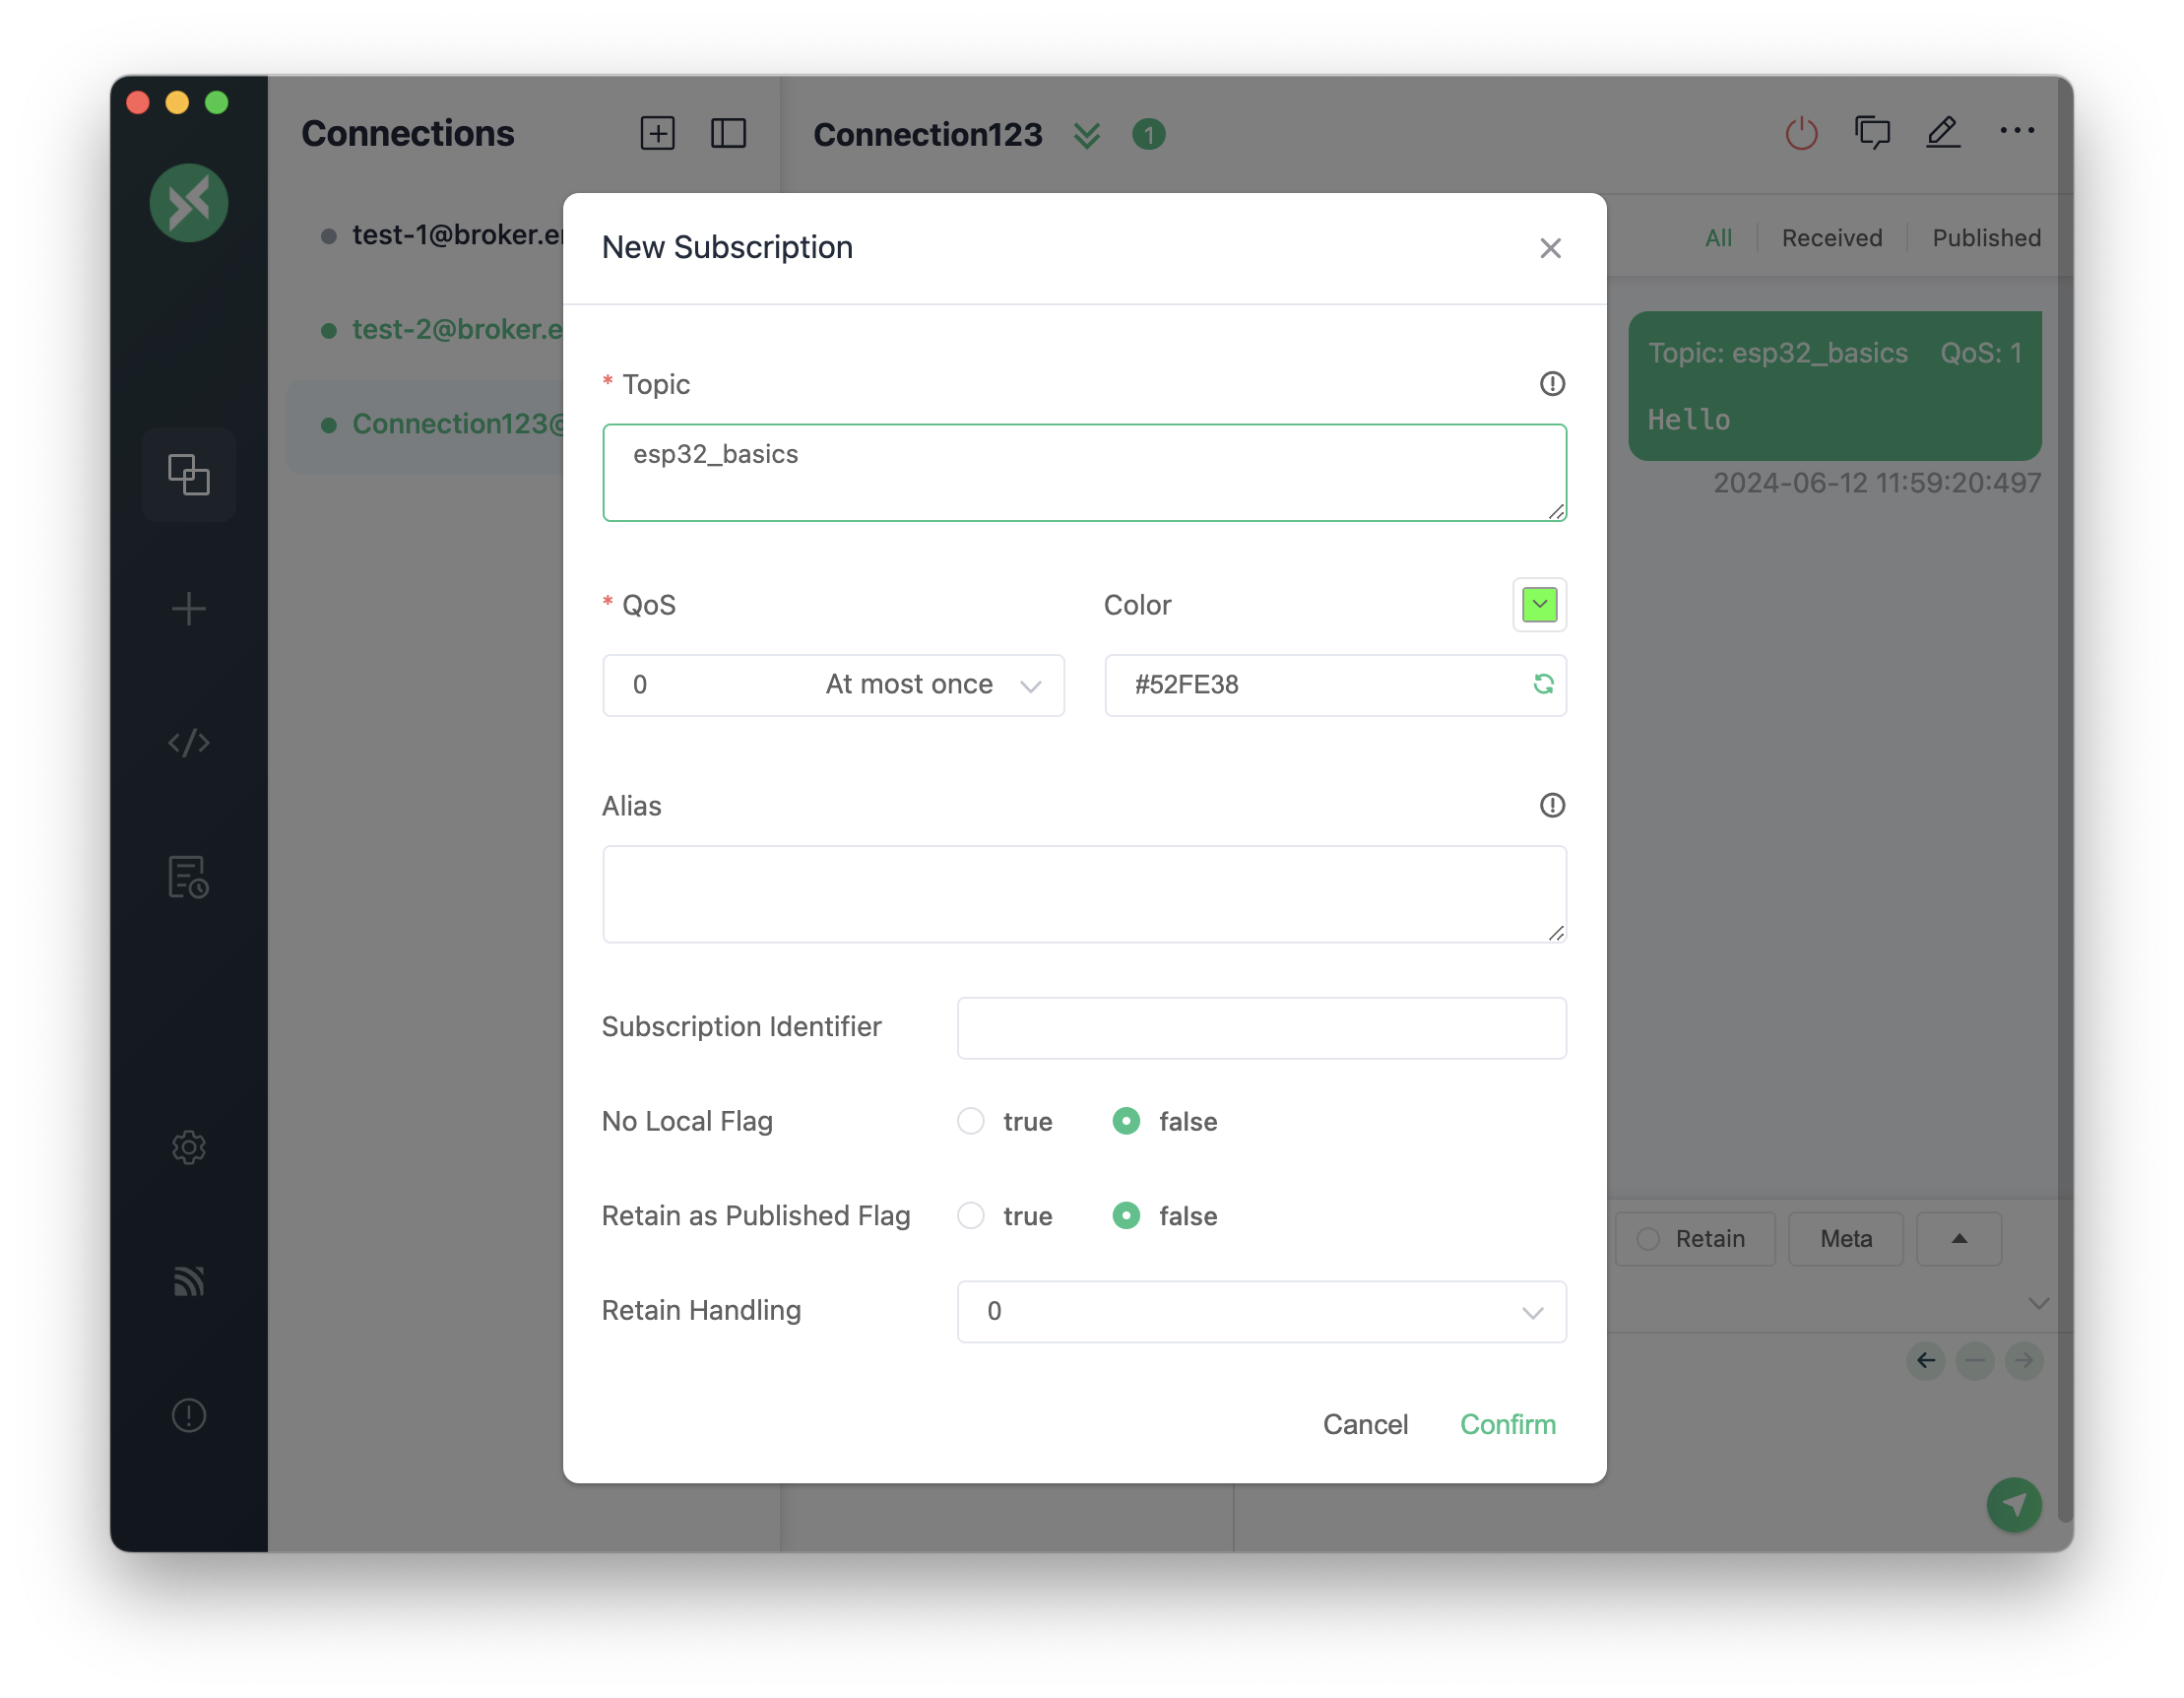 Connections
Connection123 1
test-1@broker.e
test-2@broker.e
Connection123@
All Received Published
Topic: esp32_basics QoS: 1
Hello
2024-06-12 11:59:20:497
New Subscription
* Topic
esp32_basics
* QoS Color
0 At most once #52FE38
Alias
Subscription Identifier
No Local Flag true false
Retain as Published Flag true false
Retain Handling 0
Cancel Confirm
Retain Meta